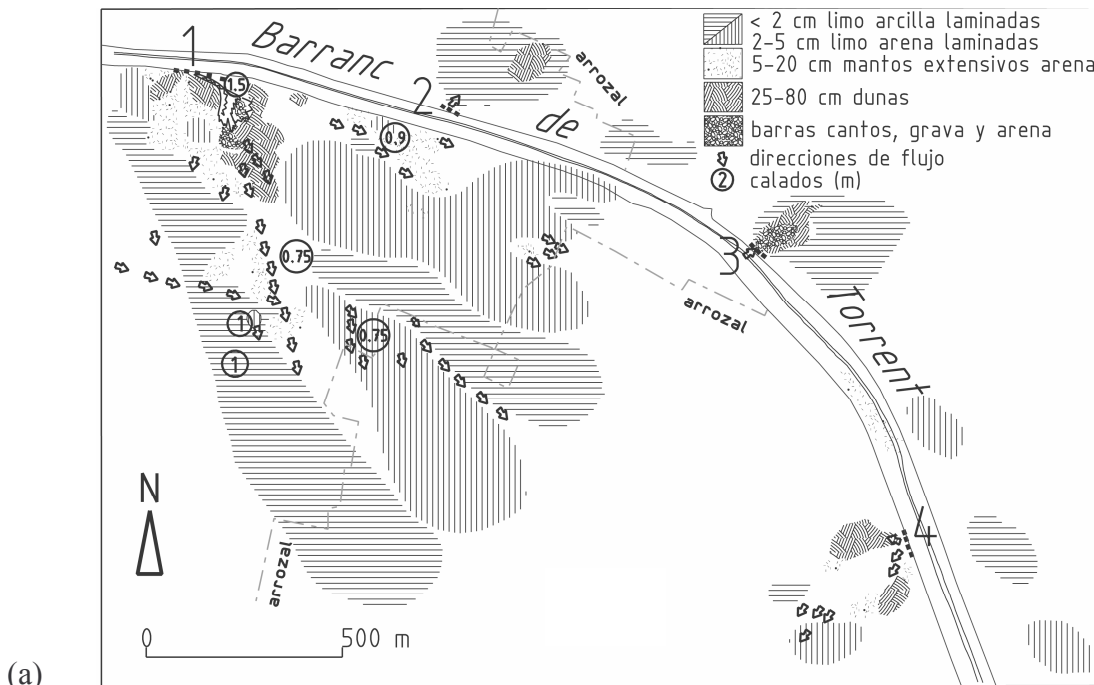 Barranc de Torrent
1
2
3
4
1.5
0.9
0.75
0.75
1
1
arrozal
arrozal
arrozal
N
0 500 m
(a)
< 2 cm limo arcilla laminadas
2-5 cm limo arena laminadas
5-20 cm mantos extensivos arena
25-80 cm dunas
barras cantos, grava y arena
direcciones de flujo
2 calados (m)